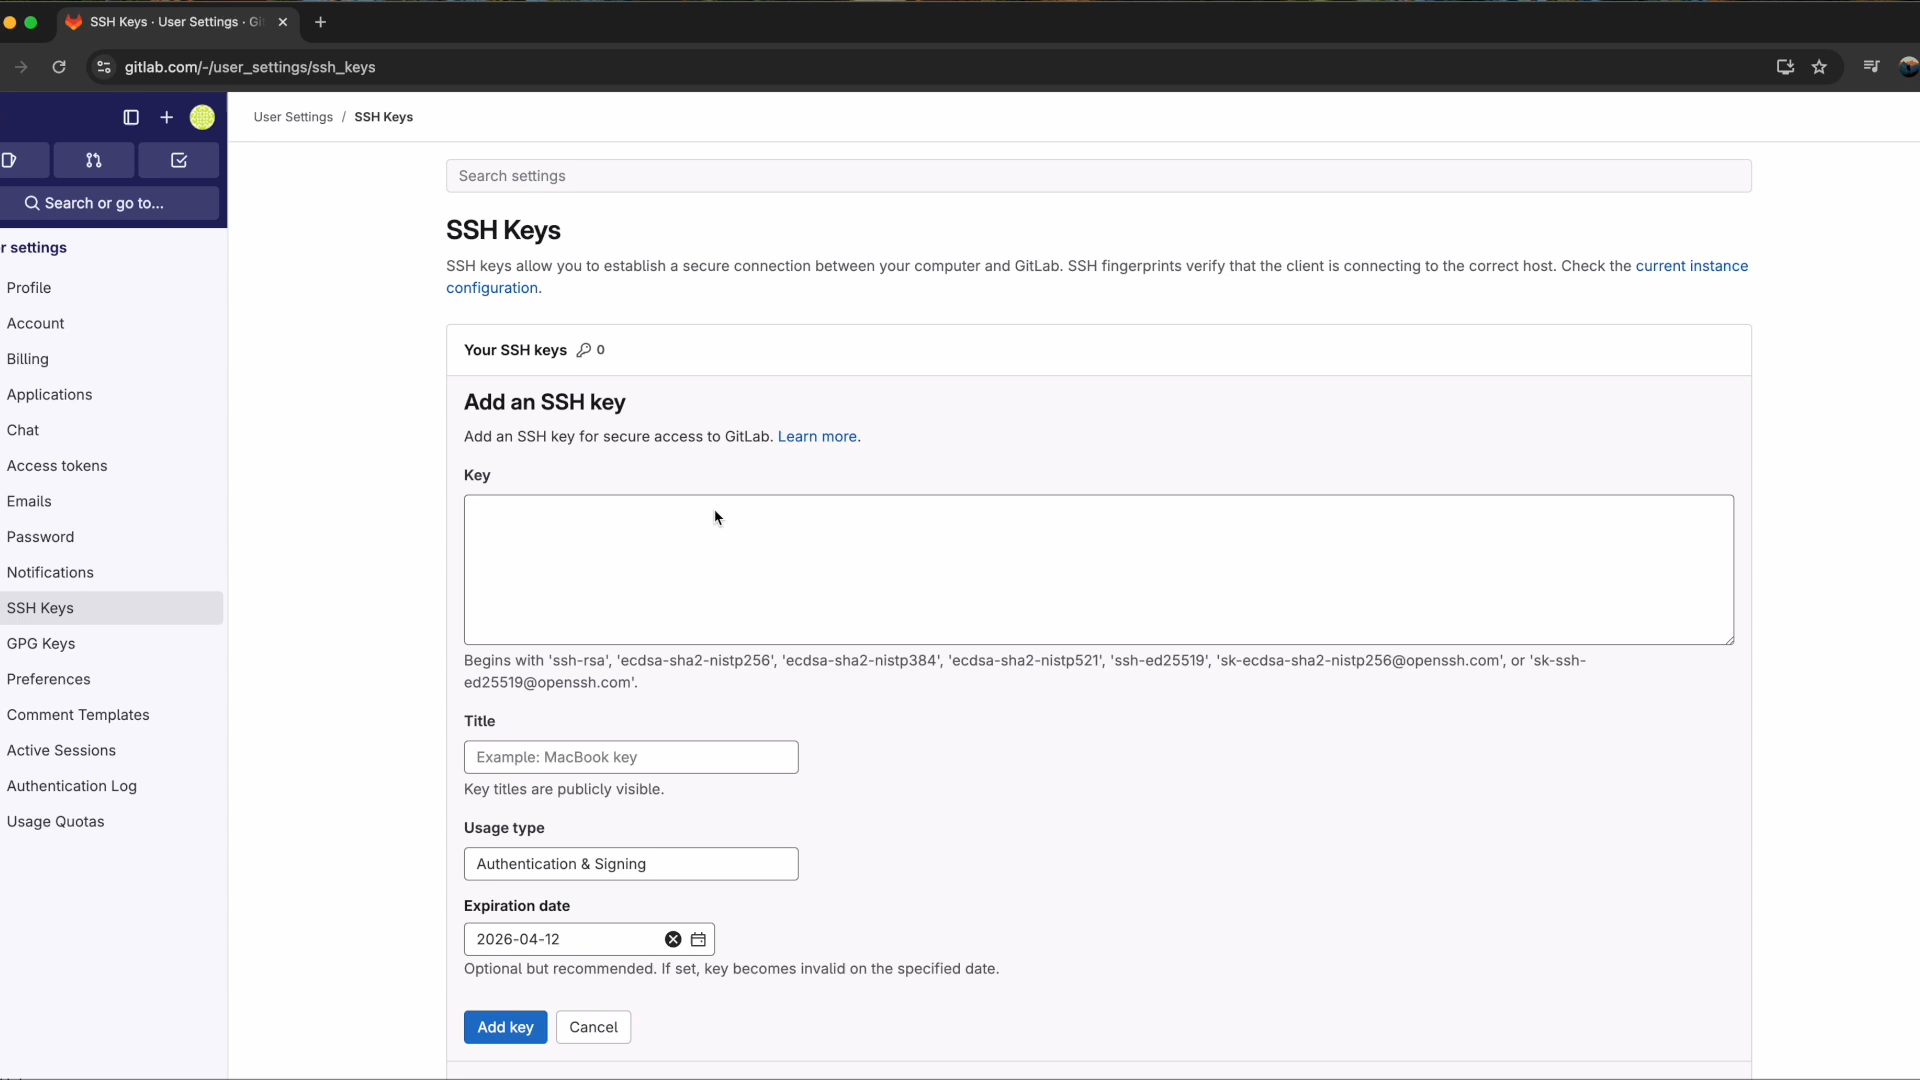 SSH Keys · User Settings · Gi
gitlab.com/-/user_settings/ssh_keys
User Settings / SSH Keys
Search or go to...
r settings
Profile
Account
Billing
Applications
Chat
Access tokens
Emails
Password
Notifications
SSH Keys
GPG Keys
Preferences
Comment Templates
Active Sessions
Authentication Log
Usage Quotas
Search settings
SSH Keys
SSH keys allow you to establish a secure connection between your computer and GitLab. SSH fingerprints verify that the client is connecting to the correct host. Check the current instance
configuration.
Your SSH keys 0
Add an SSH key
Add an SSH key for secure access to GitLab. Learn more.
Key
Begins with 'ssh-rsa', 'ecdsa-sha2-nistp256', 'ecdsa-sha2-nistp384', 'ecdsa-sha2-nistp521', 'ssh-ed25519', 'sk-ecdsa-sha2-nistp256@openssh.com', or 'sk-ssh-
ed25519@openssh.com'.
Title
Example: MacBook key
Key titles are publicly visible.
Usage type
Authentication & Signing
Expiration date
2026-04-12
Optional but recommended. If set, key becomes invalid on the specified date.
Add key Cancel